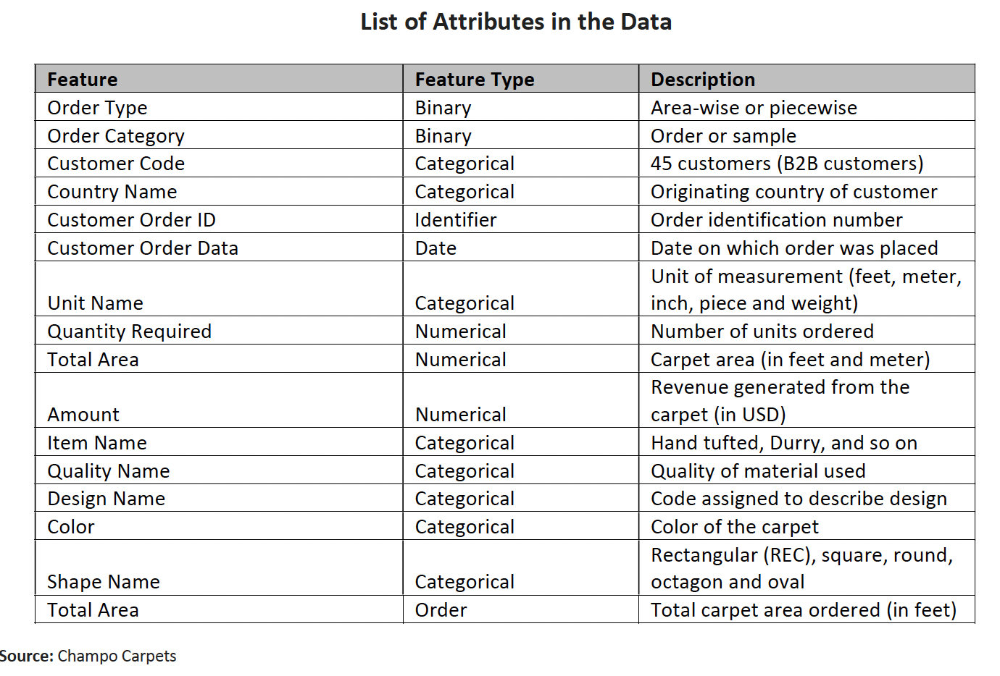 List of Attributes in the Data
Feature Feature Type Description
Order Type Binary Area-wise or piecewise
Order Category Binary Order or sample
Customer Code Categorical 45 customers (B2B customers)
Country Name Categorical Originating country of customer
Customer Order ID Identifier Order identification number
Customer Order Data Date Date on which order was placed
Unit of measurement (feet, meter,
Unit Name Categorical inch, piece and weight)
Quantity Required Numerical Number of units ordered
Total Area Numerical Carpet area (in feet and meter)
Revenue generated from the
Amount Numerical carpet (in USD)
Item Name Categorical Hand tufted, Durry, and so on
Quality Name Categorical Quality of material used
Design Name Categorical Code assigned to describe design
Color Categorical Color of the carpet
Rectangular (REC), square, round,
Shape Name Categorical octagon and oval
Total Area Order Total carpet area ordered (in feet)
Source: Champo Carpets